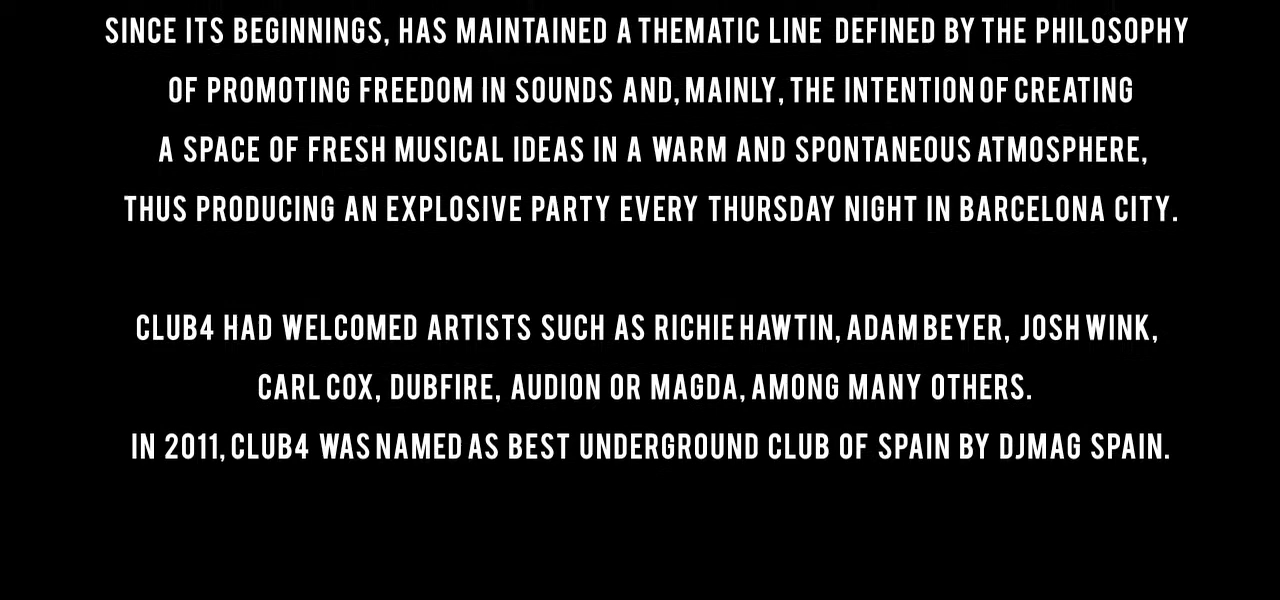 SINCE ITS BEGINNINGS, HAS MAINTAINED A THEMATIC LINE DEFINED BY THE PHILOSOPHY
OF PROMOTING FREEDOM IN SOUNDS AND, MAINLY, THE INTENTION OF CREATING
A SPACE OF FRESH MUSICAL IDEAS IN A WARM AND SPONTANEOUS ATMOSPHERE,
THUS PRODUCING AN EXPLOSIVE PARTY EVERY THURSDAY NIGHT IN BARCELONA CITY.
CLUB4 HAD WELCOMED ARTISTS SUCH AS RICHIE HAWTIN, ADAM BEYER, JOSH WINK,
CARL COX, DUBFIRE, AUDION OR MAGDA, AMONG MANY OTHERS.
IN 2011, CLUB4 WAS NAMED AS BEST UNDERGROUND CLUB OF SPAIN BY DJMAG SPAIN.